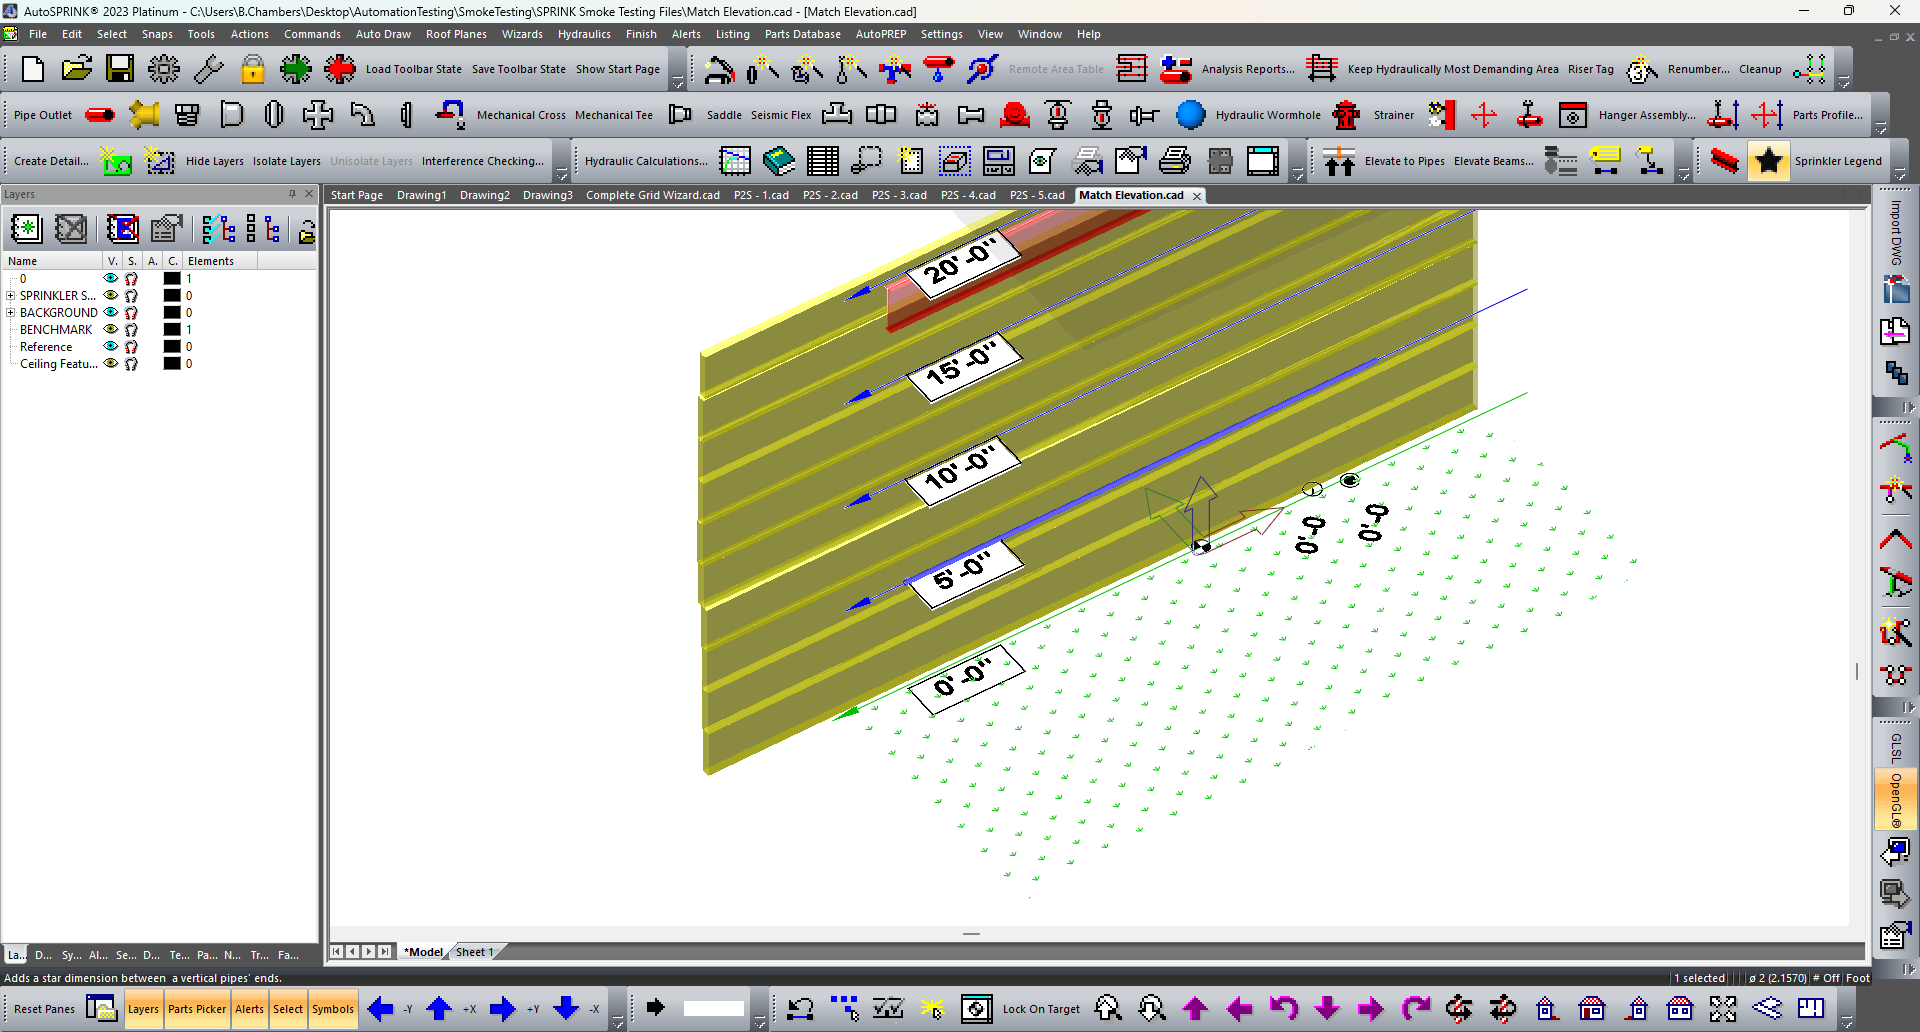 AutoSPRINK® 2023 Platinum - C:\Users\B.Chambers\Desktop\AutomationTesting\SmokeTesting\SPRINK Smoke Testing Files\Match Elevation.cad - [Match Elevation.cad]
File Edit Select Snaps Tools Actions Commands Auto Draw Roof Planes Wizards Hydraulics Finish Alerts Listing Parts Database AutoPREP Settings View Window Help
Load Toolbar State Save Toolbar State Show Start Page Remote Area Table Analysis Reports... Keep Hydraulically Most Demanding Area Riser Tag Renumber... Cleanup
Pipe Outlet Mechanical Cross Mechanical Tee Saddle Seismic Flex Hydraulic Wormhole Strainer Hanger Assembly... Parts Profile...
Create Detail... Hide Layers Isolate Layers Unisolate Layers Interference Checking... Hydraulic Calculations... Elevate to Pipes Elevate Beams... Sprinkler Legend
Layers
Start Page Drawing1 Drawing2 Drawing3 Complete Grid Wizard.cad P2S - 1.cad P2S - 2.cad P2S - 3.cad P2S - 4.cad P2S - 5.cad Match Elevation.cad
Name V. S. A. C. Elements
0 1
SPRINKLER S... 0
BACKGROUND 0
BENCHMARK 1
Reference 0
Ceiling Featu... 0
20'-0"
15'-0"
10'-0"
5'-0"
0'-0"
0'-0
0'-0
Import DWG
GLSL
OpenGL®
*Model Sheet 1
La... D... Sy... Al... Se... D... Te... Pa... N... Tr... Fa...
Adds a star dimension between a vertical pipes' ends.
1 selected ø 2 (2.1570) # Off Foot
Reset Panes Layers Parts Picker Alerts Select Symbols -Y +X +Y -X Lock On Target